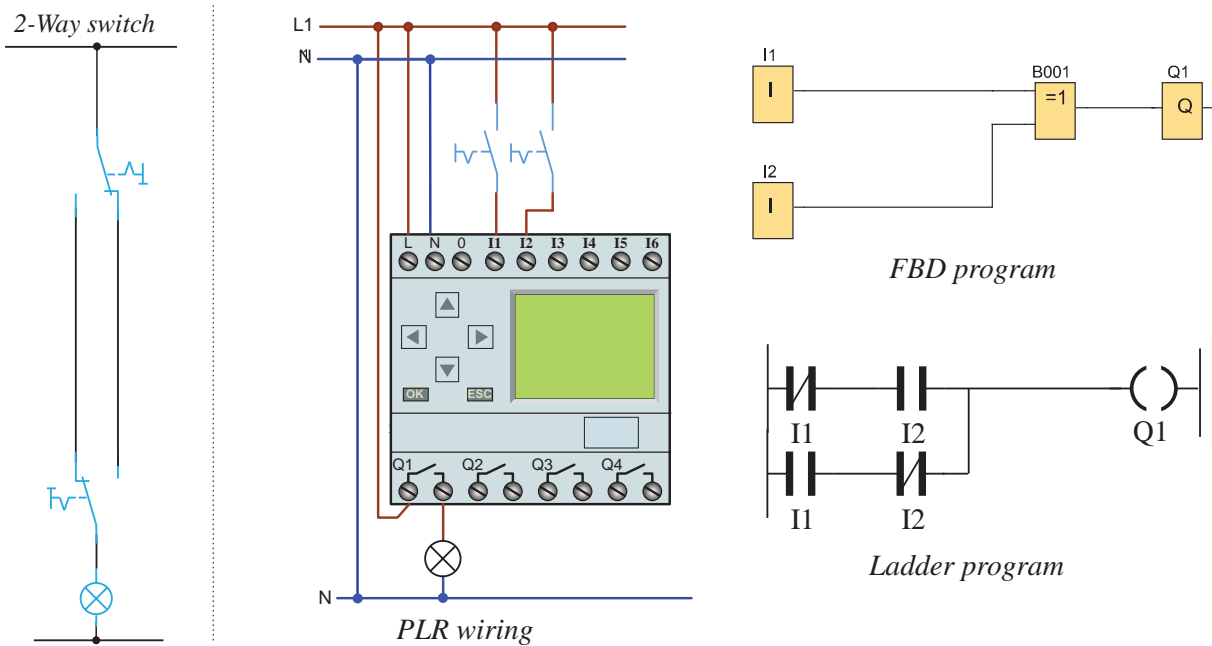 2-Way switch
L1
N
L N 0 I1 I2 I3 I4 I5 I6
OK ESC
Q1 Q2 Q3 Q4
N
PLR wiring
I1
I
B001
=1
Q1
Q
I2
I
FBD program
I1 I2 Q1
I1 I2
Ladder program